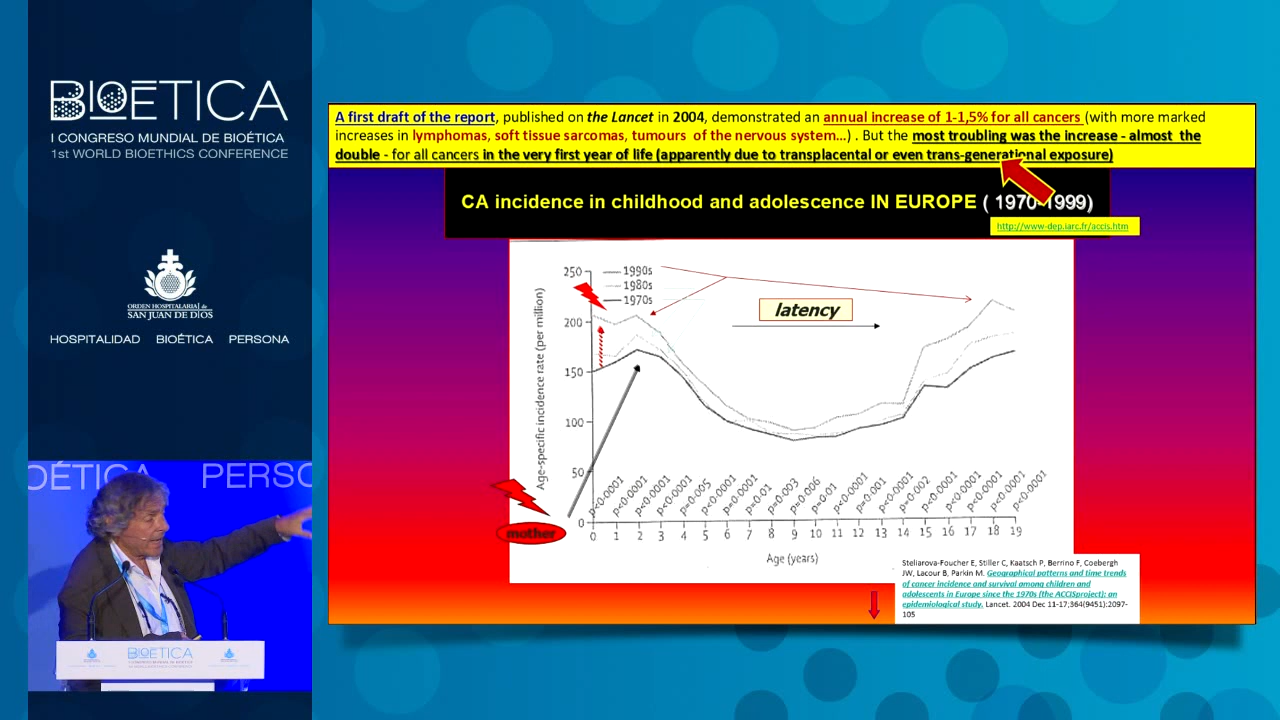 BIOETICA
I CONGRESO MUNDIAL DE BIOÉTICA
1st WORLD BIOETHICS CONFERENCE
ORDEN HOSPITALARIA de
SAN JUAN DE DIOS
HOSPITALIDAD BIOÉTICA PERSONA
OÉTICA PERSO
BIOETICA
A first draft of the report, published on the Lancet in 2004, demonstrated an annual increase of 1-1,5% for all cancers (with more marked
increases in lymphomas, soft tissue sarcomas, tumours of the nervous system...) . But the most troubling was the increase - almost the
double - for all cancers in the very first year of life (apparently due to transplacental or even trans-generational exposure)
CA incidence in childhood and adolescence IN EUROPE ( 1970-1999)
http://www-dep.iarc.fr/accis.htm
250
200
150
100
50
0
Age-specific incidence rate (per million)
1990s
1980s
1970s
latency
mother
p<0·0001
p<0·0001
p<0·0001
p<0·0001
p=0·005
p<0·0001
p=0·0001
p=0·01
p=0·003
p=0·006
p=0·01
p<0·0001
p=0·001
p<0·0001
p=0·002
p<0·0001
p<0·0001
p<0·0001
p<0·0001
p<0·0001
0 1 2 3 4 5 6 7 8 9 10 11 12 13 14 15 16 17 18 19
Age (years)
Steliarova-Foucher E, Stiller C, Kaatsch P, Berrino F, Coebergh
JW, Lacour B, Parkin M. Geographical patterns and time trends
of cancer incidence and survival among children and
adolescents in Europe since the 1970s (the ACCISproject): an
epidemiological study. Lancet. 2004 Dec 11-17;364(9451):2097-
105